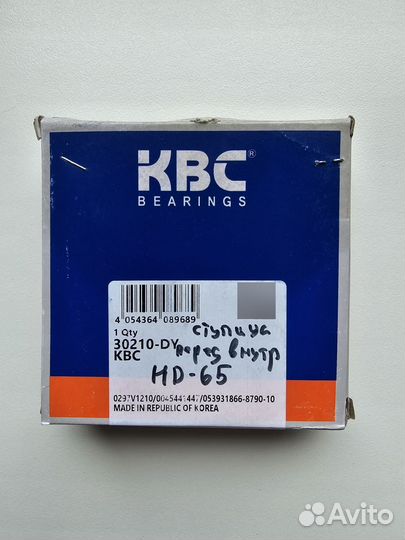 KBC®
BEARINGS
4 054364 089689
1 Qty
30210-DY
KBC
ступица
перед внутр
HD-65
0297V1210/0045441447/053931866-8790-10
MADE IN REPUBLIC OF KOREA
Avito